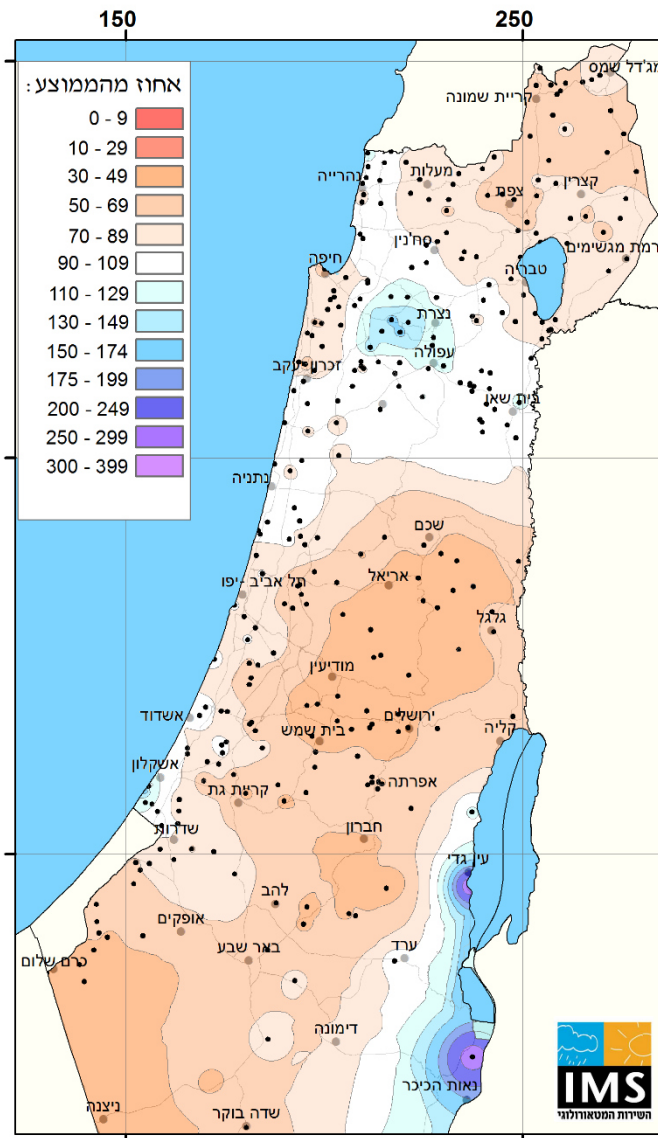 150 250
אחוז מהממוצע:
0 - 9
10 - 29
30 - 49
50 - 69
70 - 89
90 - 109
110 - 129
130 - 149
150 - 174
175 - 199
200 - 249
250 - 299
300 - 399
מג'דל שמס
קריית שמונה
מעלות
נהרייה
צפת
קצרין
סח'נין
רמת מגשימים
חיפה
טבריה
נצרת
עפולה
זכרון יעקב
בית שאן
נתניה
שכם
תל אביב - יפו
אריאל
גלגל
מודיעין
אשדוד
ירושלים
בית שמש
קליה
אשקלון
קריית גת
אפרתה
שדרות
חברון
עין גדי
להב
אופקים
באר שבע
ערד
כרם שלום
דימונה
נאות הכיכר
ניצנה
שדה בוקר
IMS
השירות המטאורולוגי